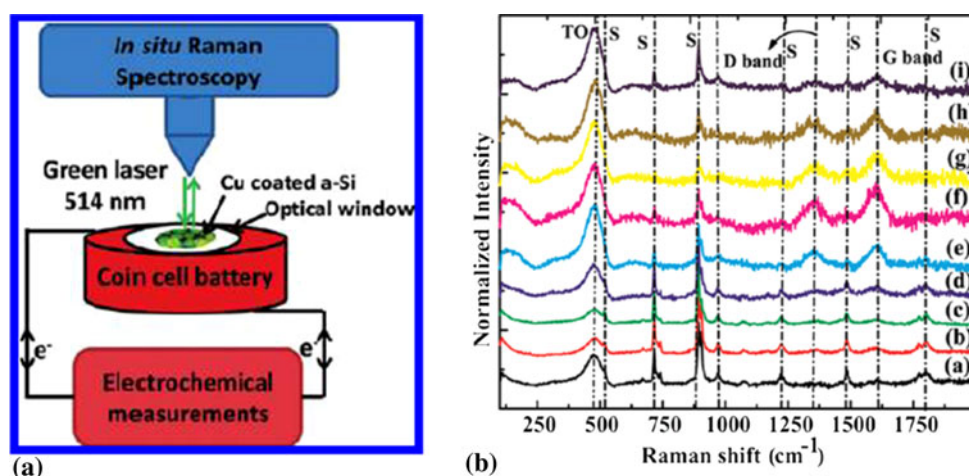 In situ Raman
Spectroscopy
Green laser
514 nm
Cu coated a-Si
Optical window
Coin cell battery
e-
e-
Electrochemical
measurements
(a)
Normalized Intensity
TO
S
S
S
D band
S
S
G band
S
(i)
(h)
(g)
(f)
(e)
(d)
(c)
(b)
(a)
250
500
750
1000
1250
1500
1750
Raman shift (cm-1)
(b)